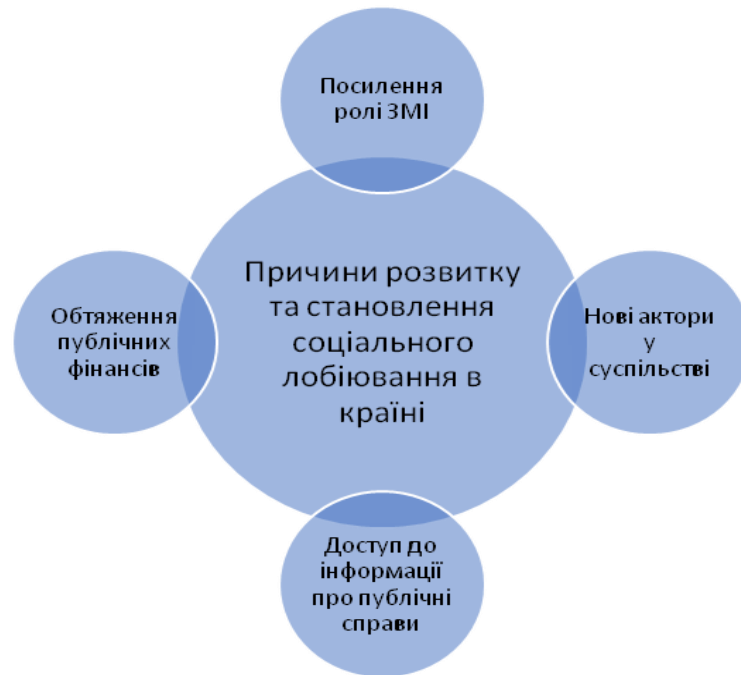 Посилення
ролі ЗМІ
Причини розвитку
та становлення
соціального
лобіювання в
країні
Обтяження
публічних
фінансів
Нові актори
у
суспільстві
Доступ до
інформації
про публічні
справи